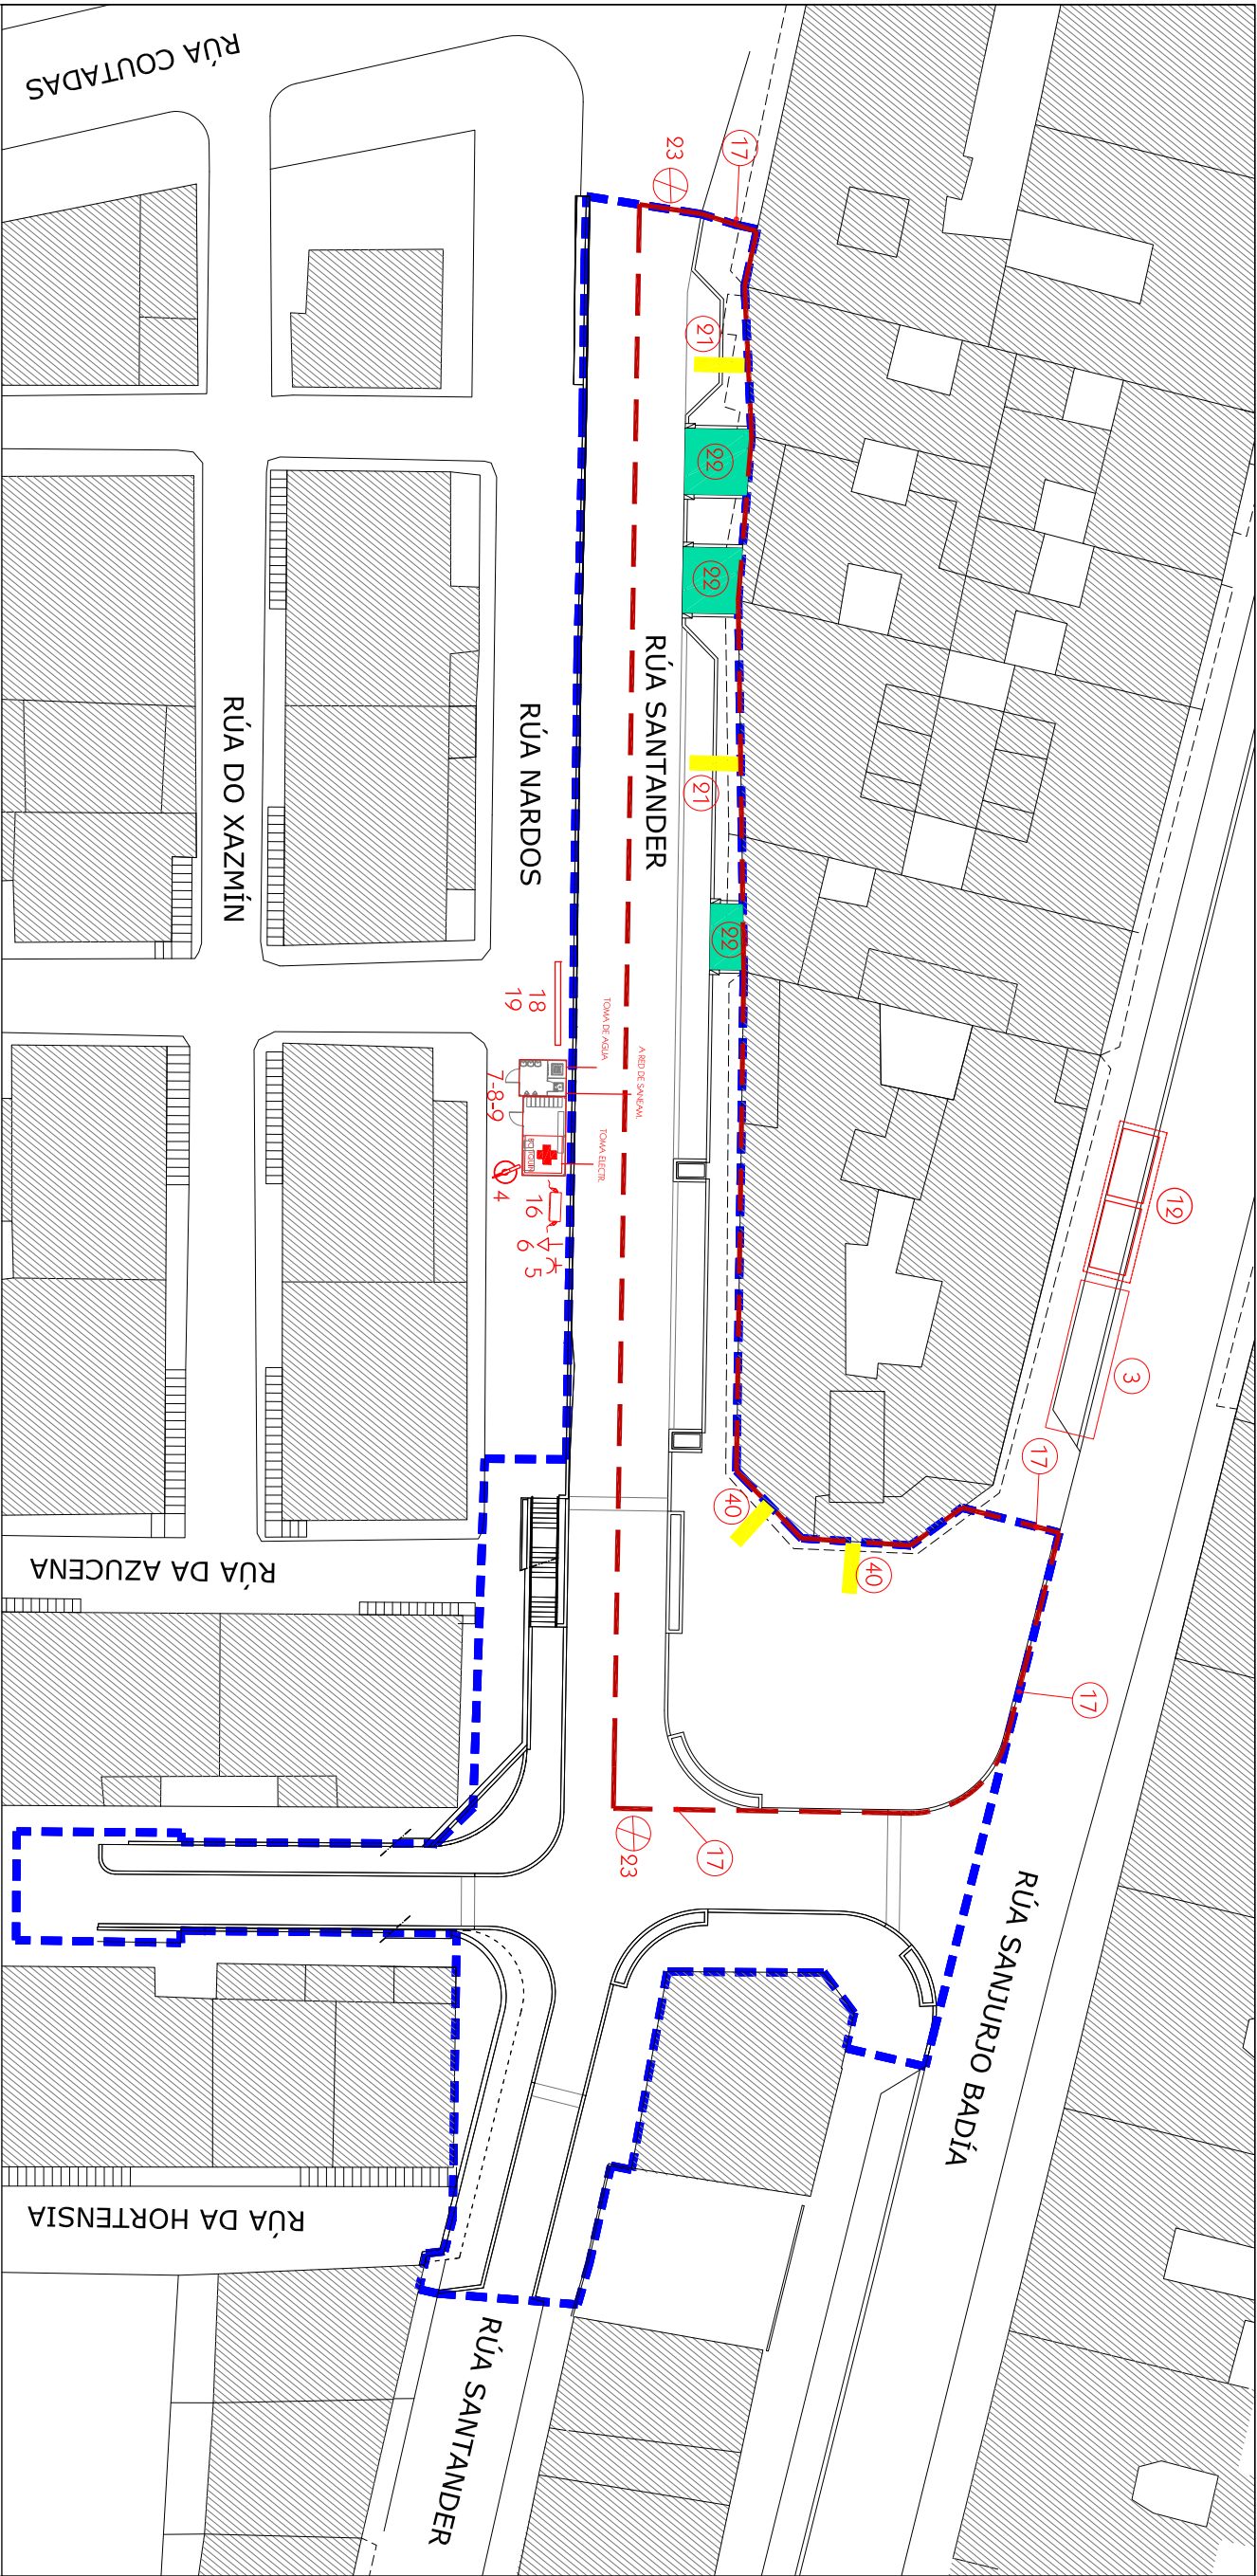 RÚA COUTADAS
23
17
21
22
22
RÚA SANTANDER
RÚA NARDOS
RÚA DO XAZMÍN
21
22
18
19
TOMA DE AGUA
A RED DE SANEAM.
TOMA ELECTR.
7-8-9
4
16
6
5
12
3
17
40
40
RÚA DA AZUCENA
17
23
17
RÚA SANJURJO BADÍA
RÚA DA HORTENSIA
RÚA SANTANDER